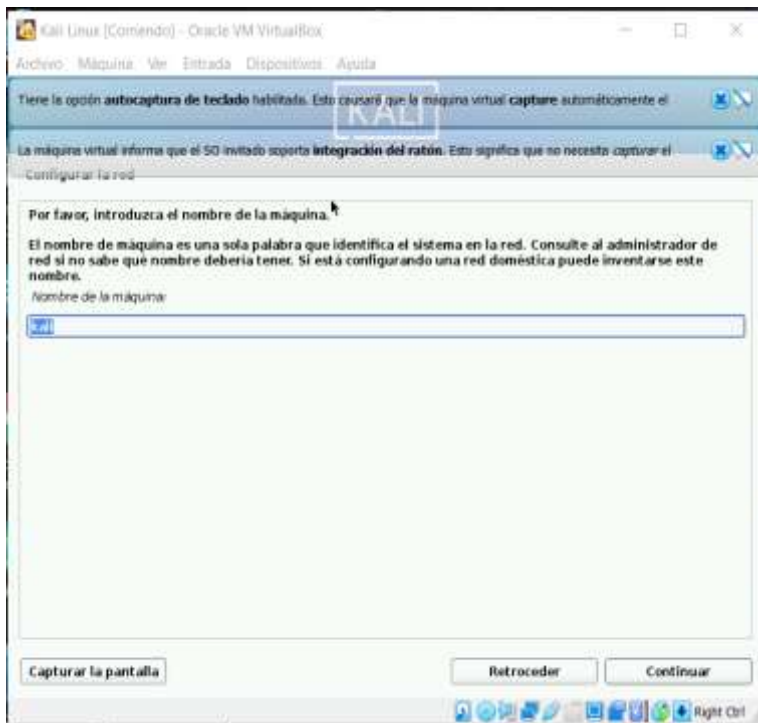 Kali Linux [Corriendo] - Oracle VM VirtualBox
Archivo Máquina Ver Entrada Dispositivos Ayuda
Tiene la opción autocaptura de teclado habilitada. Esto causará que la máquina virtual capture automáticamente el
KALI
La máquina virtual informa que el SO invitado soporta integración del ratón. Esto significa que no necesita capturar el
Configurar la red
Por favor, introduzca el nombre de la máquina.
El nombre de máquina es una sola palabra que identifica el sistema en la red. Consulte al administrador de
red si no sabe qué nombre debería tener. Si está configurando una red doméstica puede inventarse este
nombre.
Nombre de la máquina:
Kali
Capturar la pantalla
Retroceder
Continuar
Right Ctrl